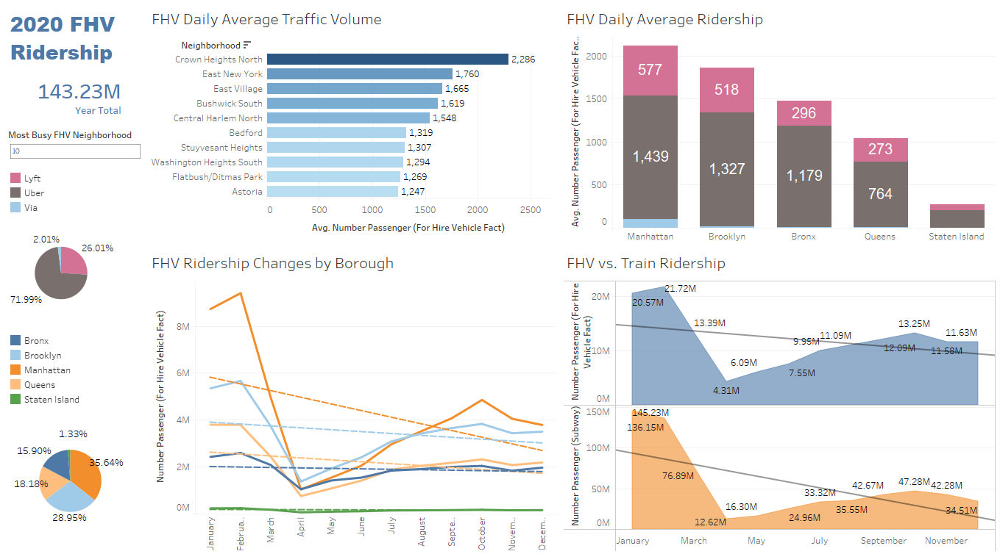 2020 FHV
Ridership
143.23M
Year Total
Most Busy FHV Neighborhood
10
Lyft
Uber
Via
2.01%
26.01%
71.99%
Bronx
Brooklyn
Manhattan
Queens
Staten Island
1.33%
15.90%
35.64%
18.18%
28.95%
FHV Daily Average Traffic Volume
Neighborhood
Crown Heights North 2,286
East New York 1,760
East Village 1,665
Bushwick South 1,619
Central Harlem North 1,548
Bedford 1,319
Stuyvesant Heights 1,307
Washington Heights South 1,294
Flatbush/Ditmas Park 1,269
Astoria 1,247
0 500 1000 1500 2000 2500
Avg. Number Passenger (For Hire Vehicle Fact)
FHV Daily Average Ridership
Avg. Number Passenger (For Hire Vehicle Fac..
2000
1500
1000
500
0
577
518
296
273
1,439
1,327
1,179
764
Manhattan Brooklyn Bronx Queens Staten Island
FHV Ridership Changes by Borough
Number Passenger (For Hire Vehicle Fact)
8M
6M
4M
2M
0M
January
Februa..
March
April
May
June
July
August
Septe..
October
Novem..
Decem..
FHV vs. Train Ridership
Number Passenger (For Hire
Vehicle Fact)
20M
10M
0M
20.57M
21.72M
13.39M
4.31M
6.09M
7.55M
9.95M
11.09M
12.09M
13.25M
11.58M
11.63M
Number Passenger (Subway)
150M
100M
50M
0M
136.15M
145.23M
76.89M
12.62M
16.30M
24.96M
33.32M
35.55M
42.67M
47.28M
42.28M
34.51M
January March May July September November